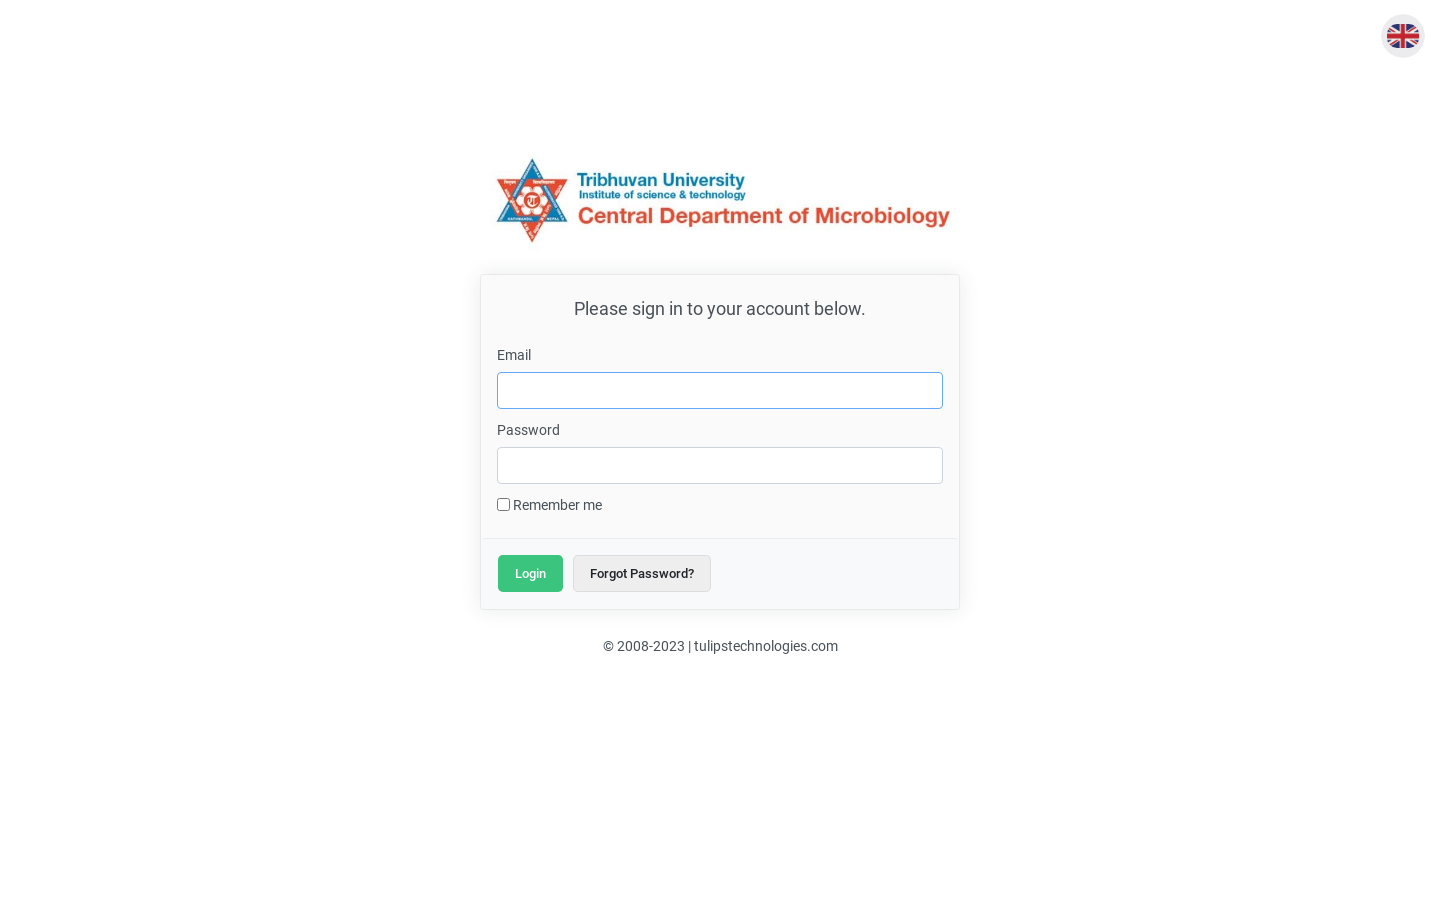 Tribhuvan University
Institute of science & technology
Central Department of Microbiology
Please sign in to your account below.
Email
Password
Remember me
Login
Forgot Password?
© 2008-2023 | tulipstechnologies.com